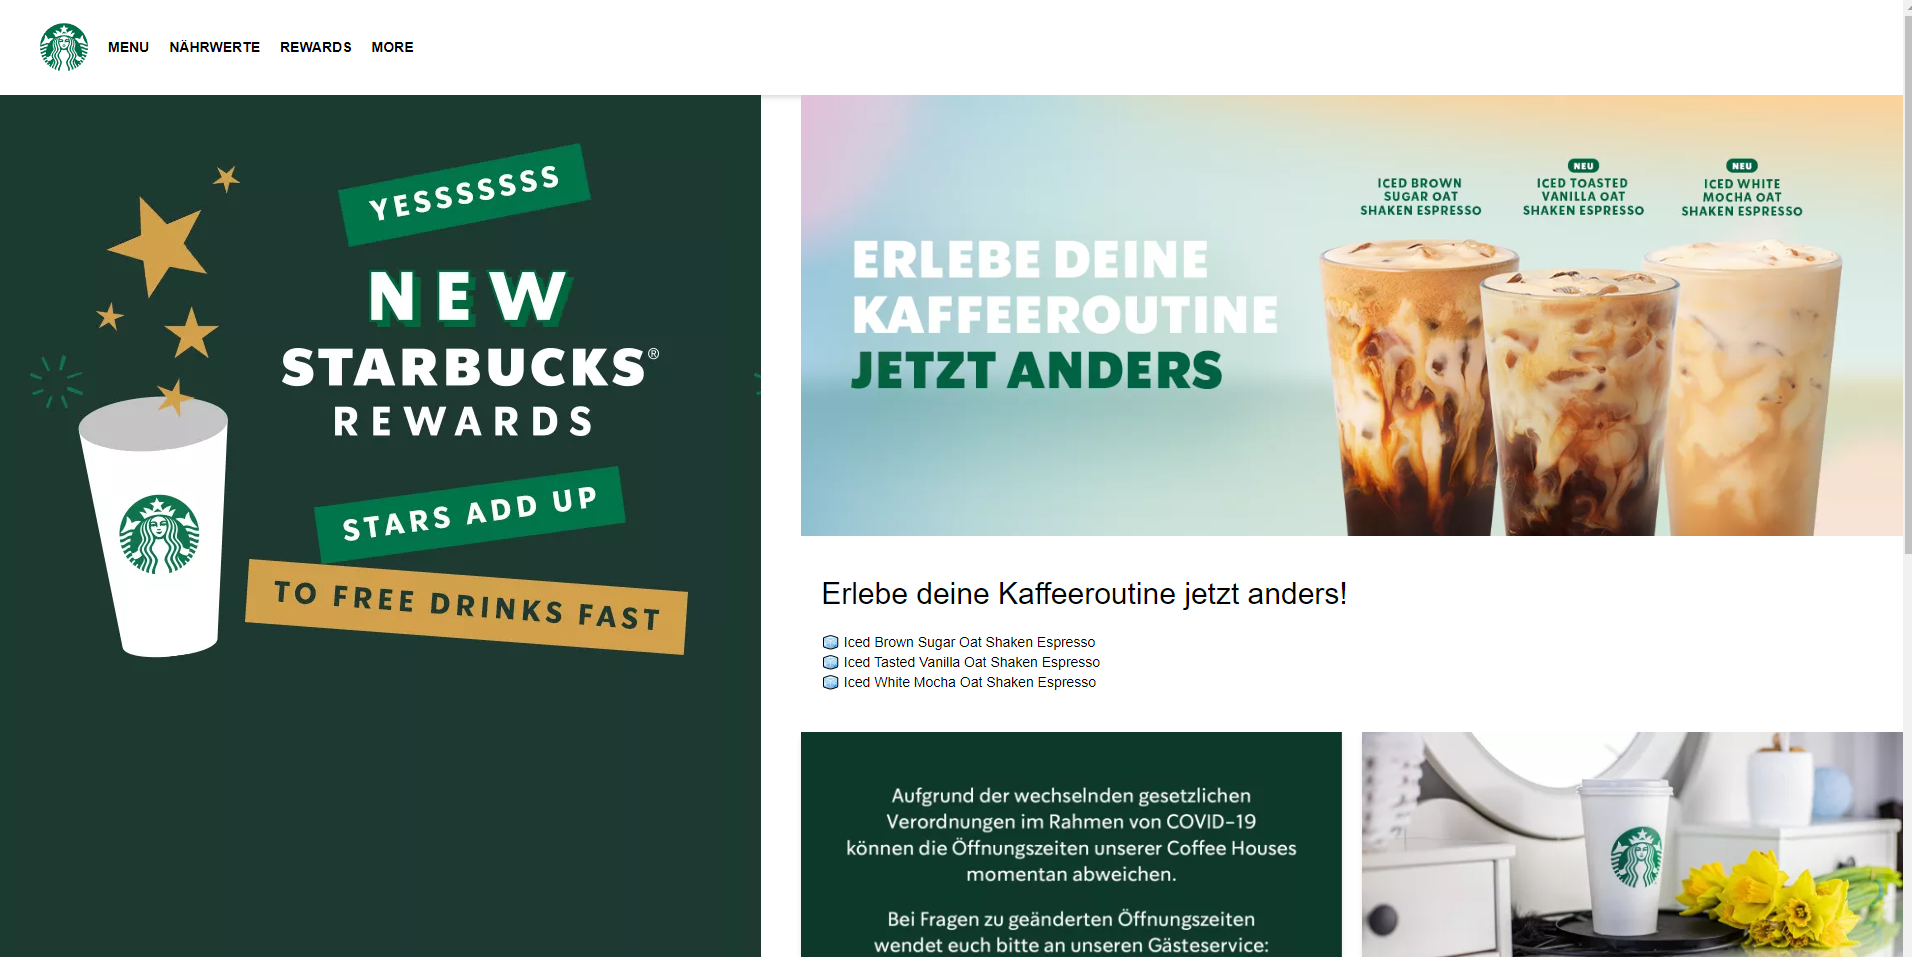 MENU NÄHRWERTE REWARDS MORE
YESSSSSSS
NEW
STARBUCKS®
REWARDS
STARS ADD UP
TO FREE DRINKS FAST
ERLEBE DEINE
KAFFEEROUTINE
JETZT ANDERS
ICED BROWN
SUGAR OAT
SHAKEN ESPRESSO
NEU
ICED TOASTED
VANILLA OAT
SHAKEN ESPRESSO
NEU
ICED WHITE
MOCHA OAT
SHAKEN ESPRESSO
Erlebe deine Kaffeeroutine jetzt anders!
Iced Brown Sugar Oat Shaken Espresso
Iced Tasted Vanilla Oat Shaken Espresso
Iced White Mocha Oat Shaken Espresso
Aufgrund der wechselnden gesetzlichen
Verordnungen im Rahmen von COVID-19
können die Öffnungszeiten unserer Coffee Houses
momentan abweichen.
Bei Fragen zu geänderten Öffnungszeiten
wendet euch bitte an unseren Gästeservice: